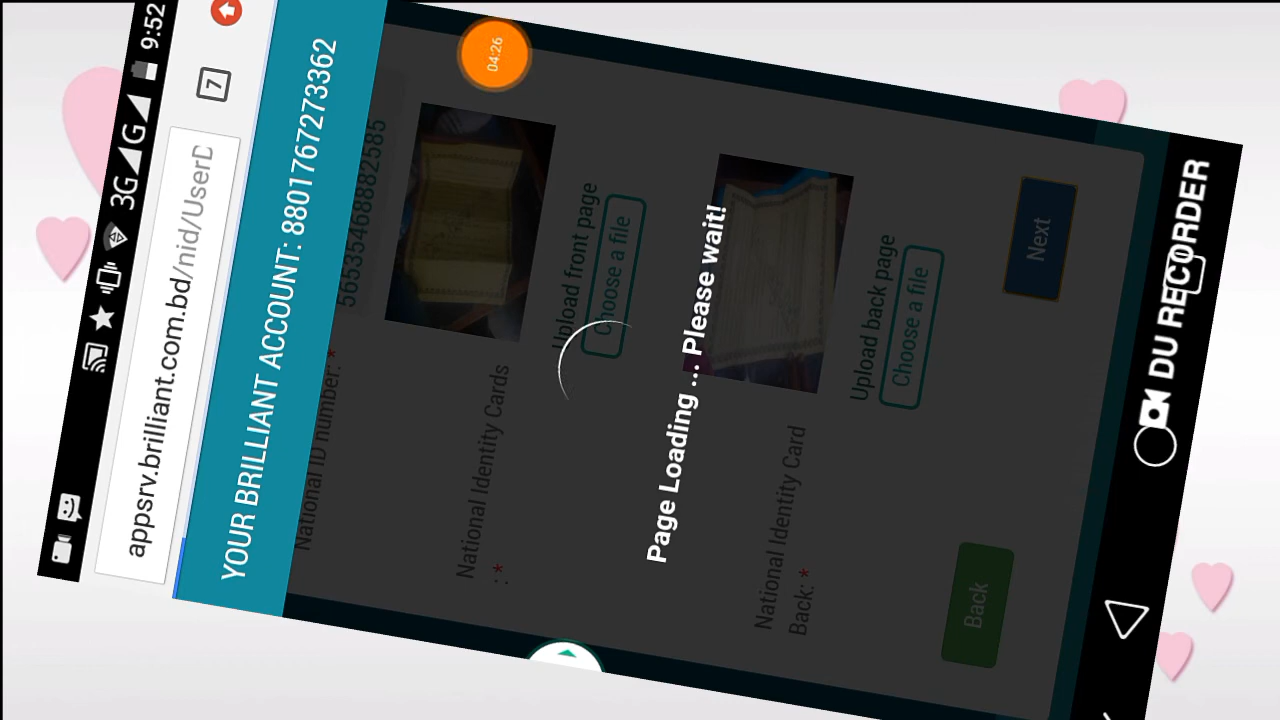 9:52
3G G
7
appsrv.brilliant.com.bd/nid/UserD
YOUR BRILLIANT ACCOUNT: 8801767273362
04:26
National ID number: *
56535468882585
National Identity Cards
: *
Upload front page
Choose a file
Page Loading ... Please wait!
National Identity Card
Back: *
Upload back page
Choose a file
Back
Next
DU RECORDER